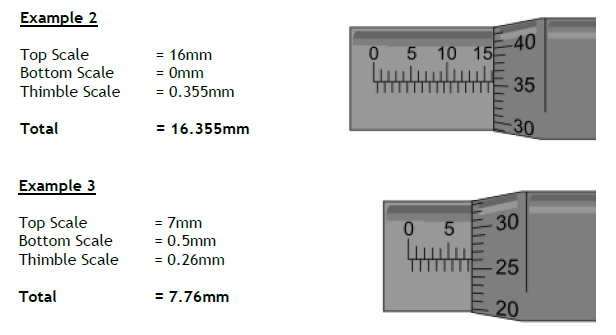 Example 2
Top Scale = 16mm
Bottom Scale = 0mm
Thimble Scale = 0.355mm
Total = 16.355mm
0 5 10 15
40
35
30
Example 3
Top Scale = 7mm
Bottom Scale = 0.5mm
Thimble Scale = 0.26mm
Total = 7.76mm
0 5
30
25
20